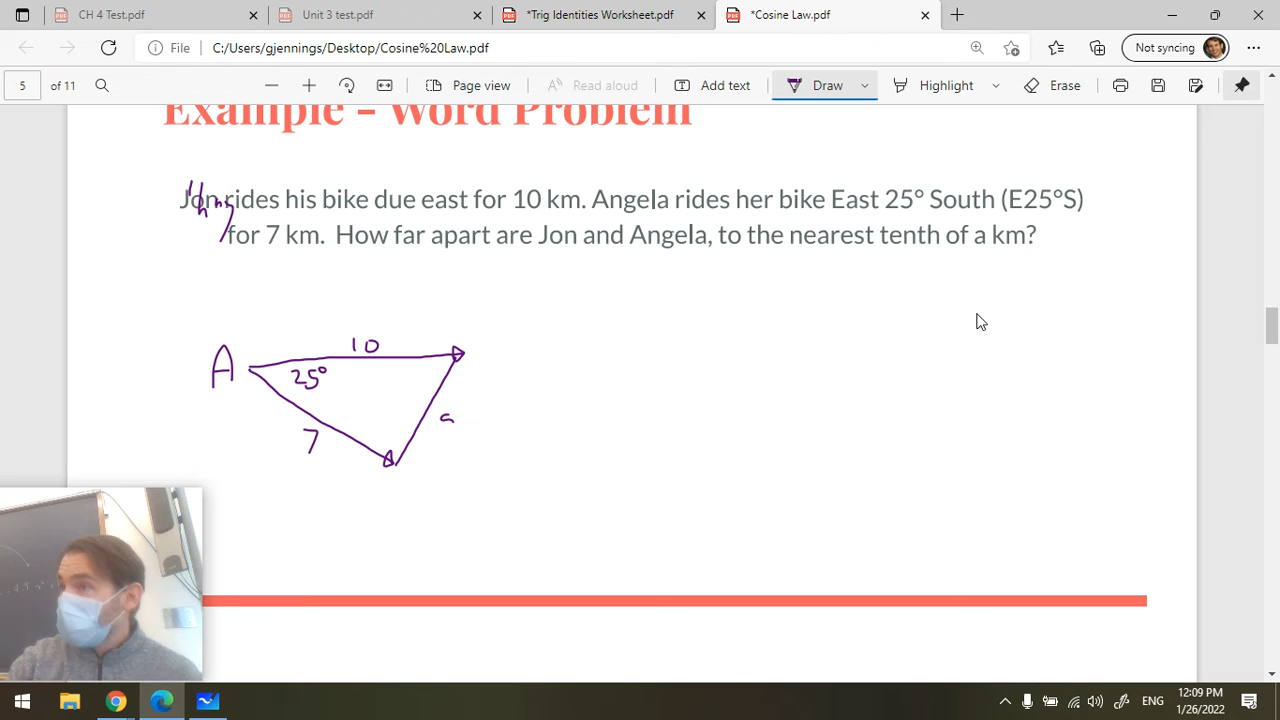 CH 4 Test.pdf
Unit 3 test.pdf
*Trig Identities Worksheet.pdf
*Cosine Law.pdf
File
C:/Users/gjennings/Desktop/Cosine%20Law.pdf
Not syncing
5 of 11
Page view
Read aloud
Add text
Draw
Highlight
Erase
Example - Word Problem
Jon rides his bike due east for 10 km. Angela rides her bike East 25° South (E25°S)
for 7 km. How far apart are Jon and Angela, to the nearest tenth of a km?
10
A
25°
a
7
ENG
12:09 PM
1/26/2022